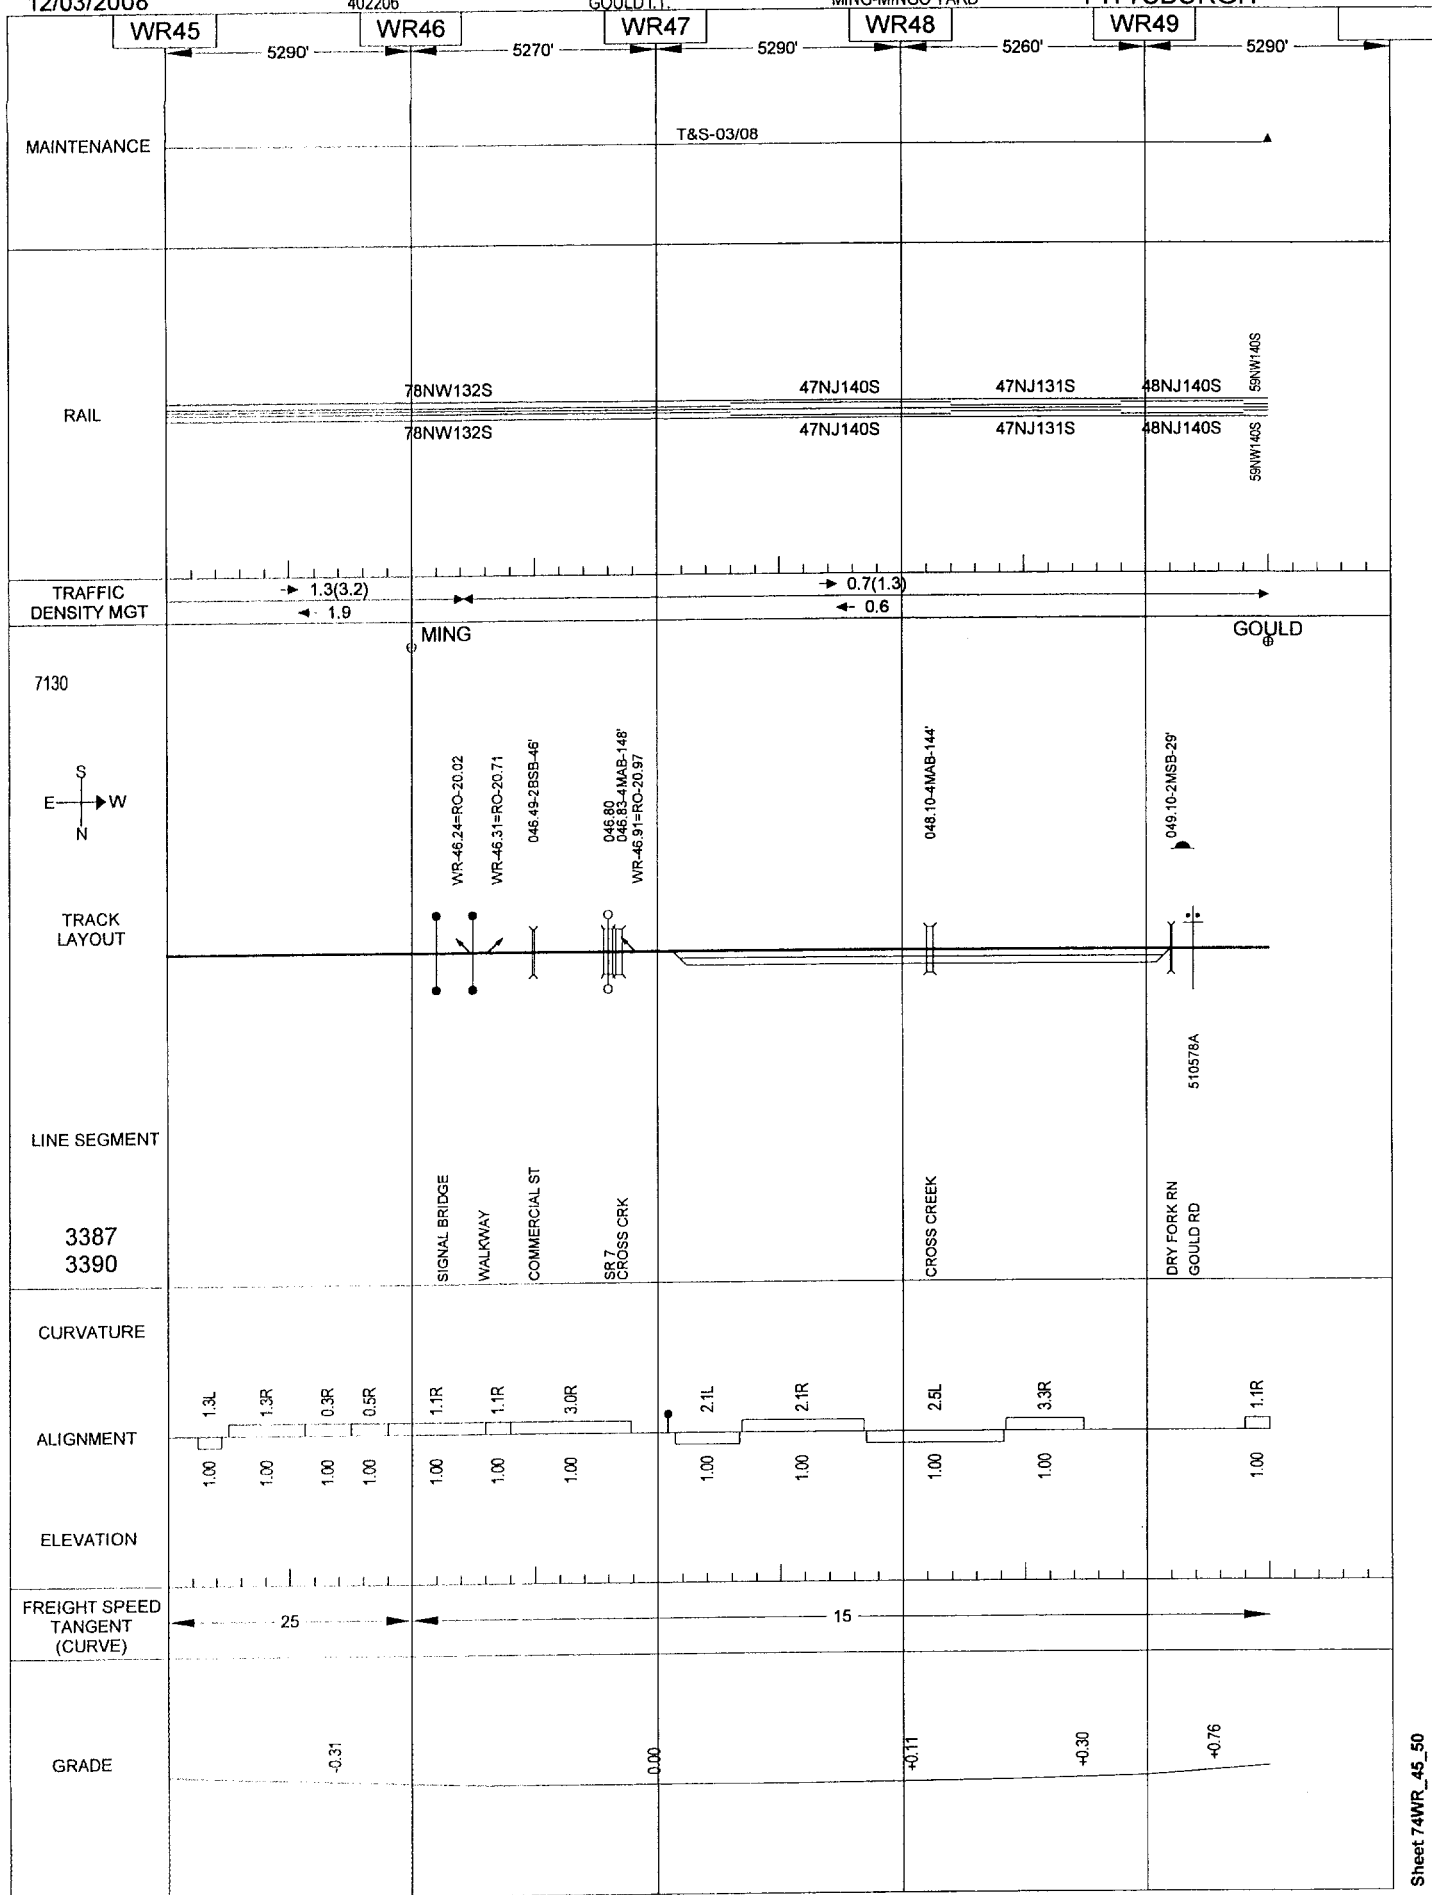 12/03/2008 402206 GOULD I.T. MING-MINGO YARD PITTSBURGH
WR45 WR46 WR47 WR48 WR49
5290' 5270' 5290' 5260' 5290'
MAINTENANCE
T&S-03/08
RAIL
78NW132S 47NJ140S 47NJ131S 48NJ140S 59NW140S
78NW132S 47NJ140S 47NJ131S 48NJ140S 59NW140S
TRAFFIC
DENSITY MGT
1.3(3.2) 0.7(1.3)
1.9 0.6
MING GOULD
7130
S
E W
N
WR-46.24=RO-20.02
WR-46.31=RO-20.71
046.49-2BSB-46'
046.80
046.83-4MAB-148'
WR-46.91=RO-20.97
048.10-4MAB-144'
049.10-2MSB-29'
TRACK
LAYOUT
510578A
LINE SEGMENT
3387
3390
SIGNAL BRIDGE
WALKWAY
COMMERCIAL ST
SR 7
CROSS CRK
CROSS CREEK
DRY FORK RN
GOULD RD
CURVATURE
1.3L 1.3R 0.3R 0.5R 1.1R 1.1R 3.0R 2.1L 2.1R 2.5L 3.3R 1.1R
ALIGNMENT
1.00 1.00 1.00 1.00 1.00 1.00 1.00 1.00 1.00 1.00 1.00 1.00
ELEVATION
FREIGHT SPEED
TANGENT
(CURVE)
25 15
GRADE
-0.31 0.00 +0.11 +0.30 +0.76
Sheet 74WR_45_50